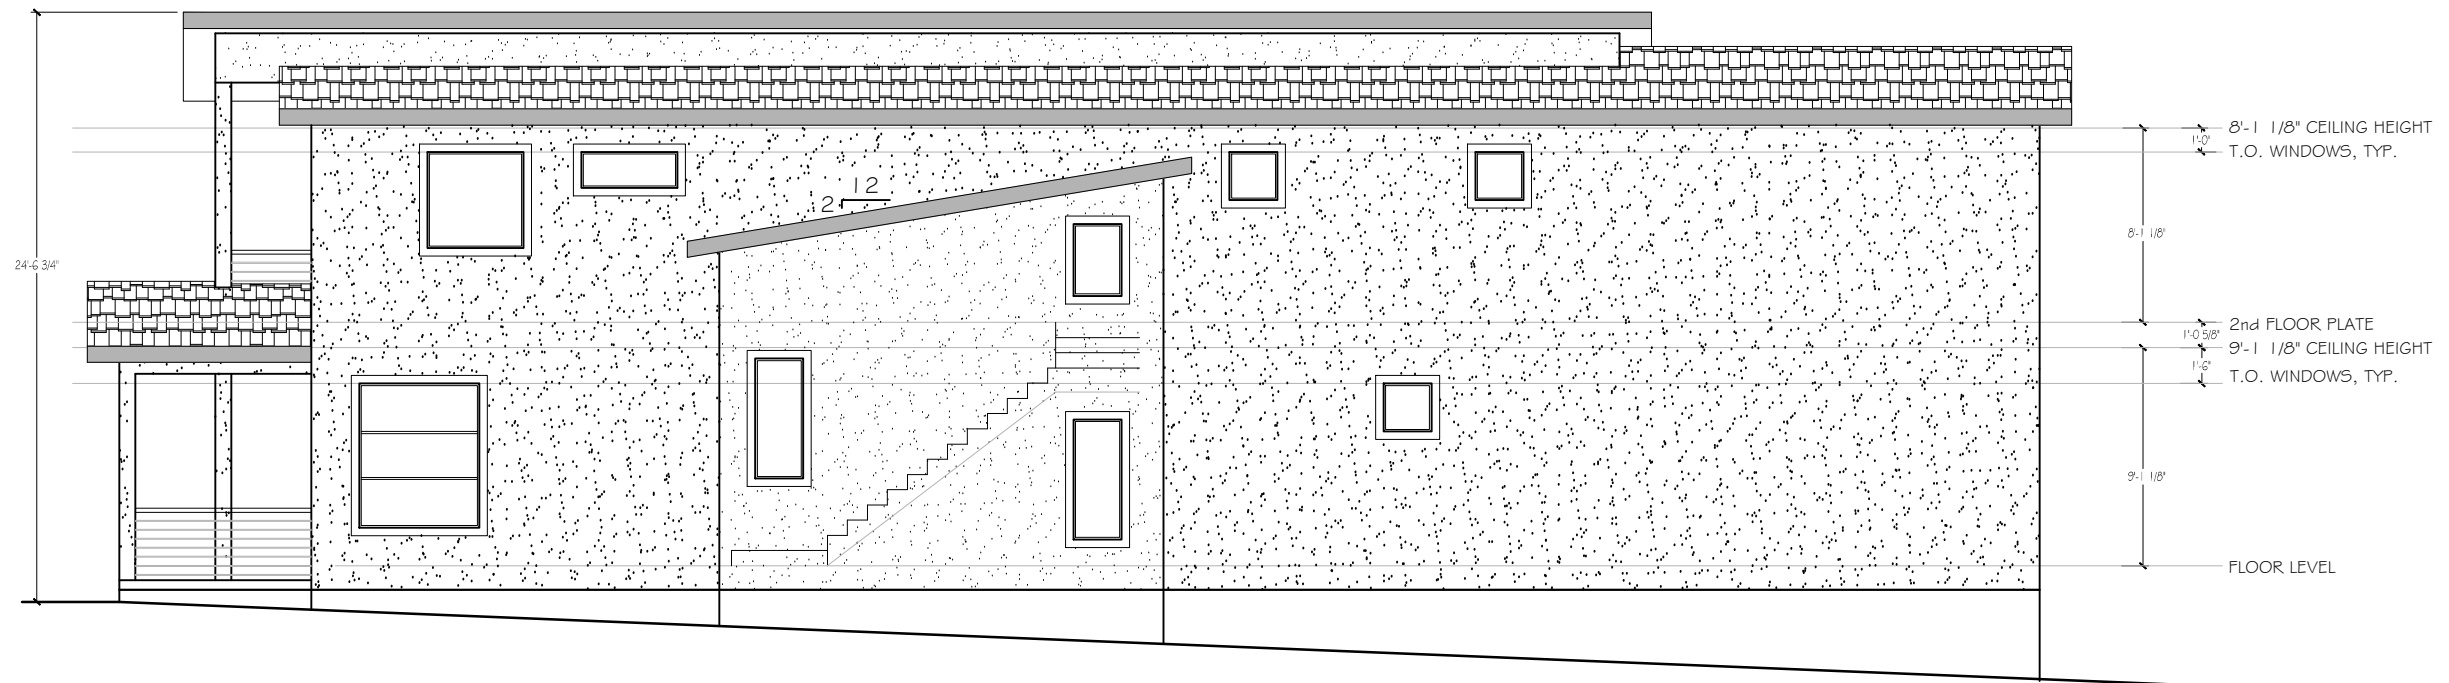 8'-1 1/8" CEILING HEIGHT
1'-0"
T.O. WINDOWS, TYP.
12
2
8'-1 1/8"
24'-6 3/4"
2nd FLOOR PLATE
1'-0 5/8"
9'-1 1/8" CEILING HEIGHT
1'-6"
T.O. WINDOWS, TYP.
9'-1 1/8"
FLOOR LEVEL